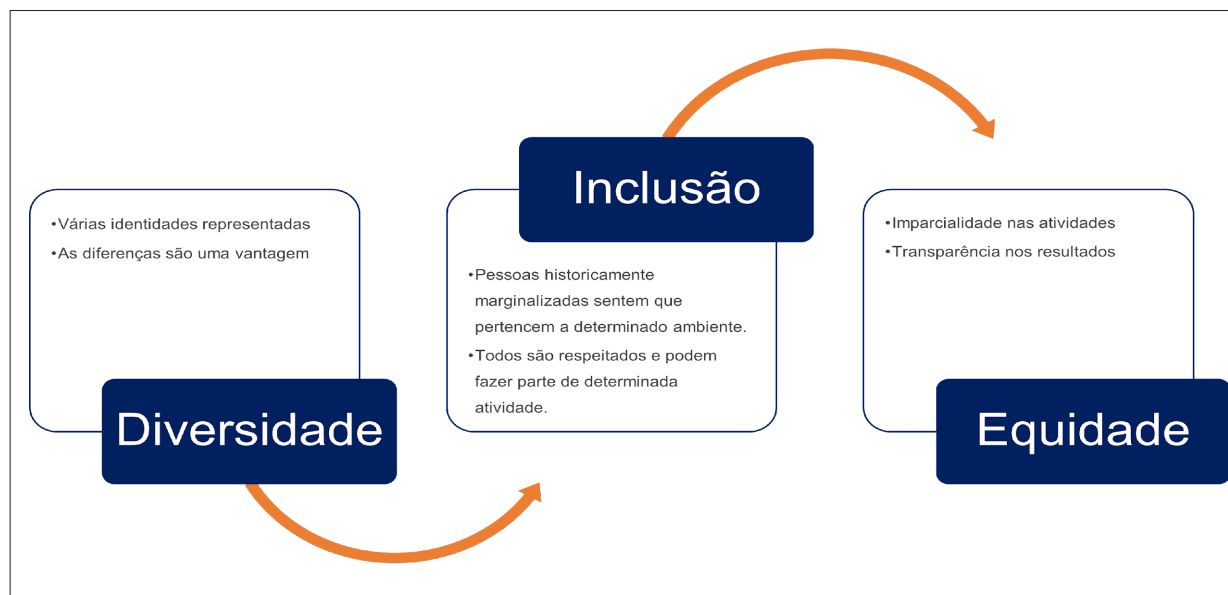 •Várias identidades representadas
•As diferenças são uma vantagem
Diversidade
Inclusão
•Pessoas historicamente
marginalizadas sentem que
pertencem a determinado ambiente.
•Todos são respeitados e podem
fazer parte de determinada
atividade.
•Imparcialidade nas atividades
•Transparência nos resultados
Equidade